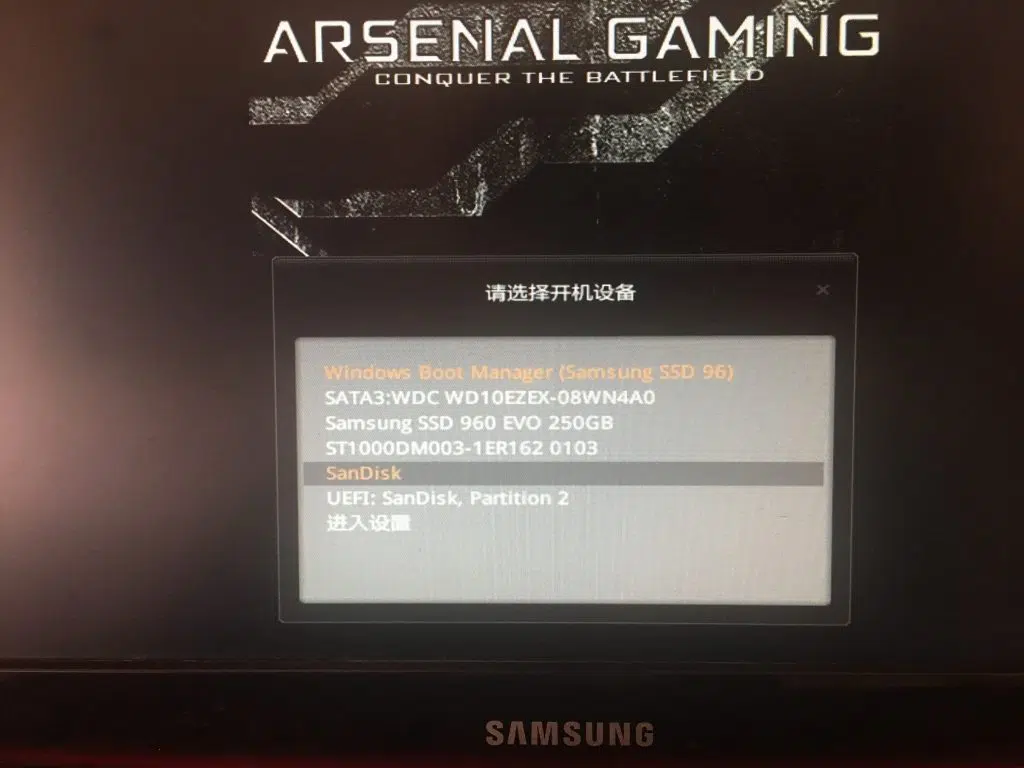 ARSENAL GAMING
CONQUER THE BATTLEFIELD
请选择开机设备
×
Windows Boot Manager (Samsung SSD 96)
SATA3:WDC WD10EZEX-08WN4A0
Samsung SSD 960 EVO 250GB
ST1000DM003-1ER162 0103
SanDisk
UEFI: SanDisk, Partition 2
进入设置
SAMSUNG